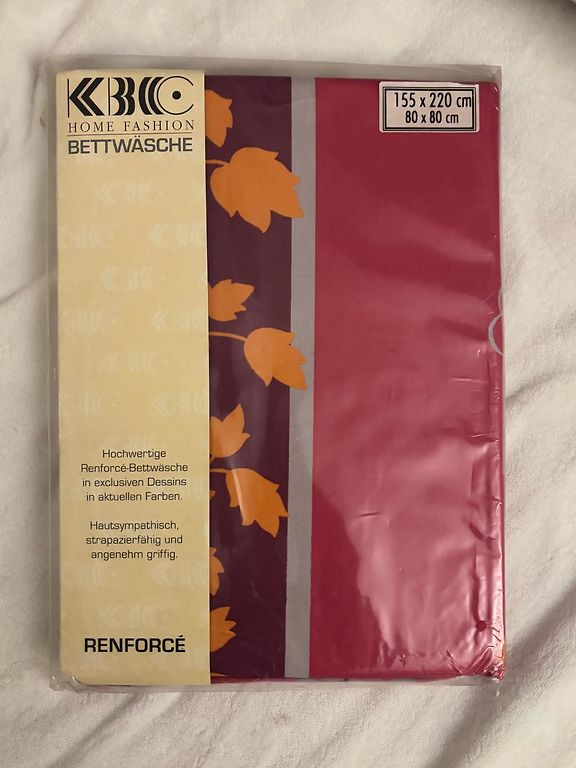 KBC
HOME FASHION
BETTWÄSCHE
155 x 220 cm
80 x 80 cm
Hochwertige
Renforcé-Bettwäsche
in exclusiven Dessins
in aktuellen Farben.
Hautsympathisch,
strapazierfähig und
angenehm griffig.
RENFORCÉ